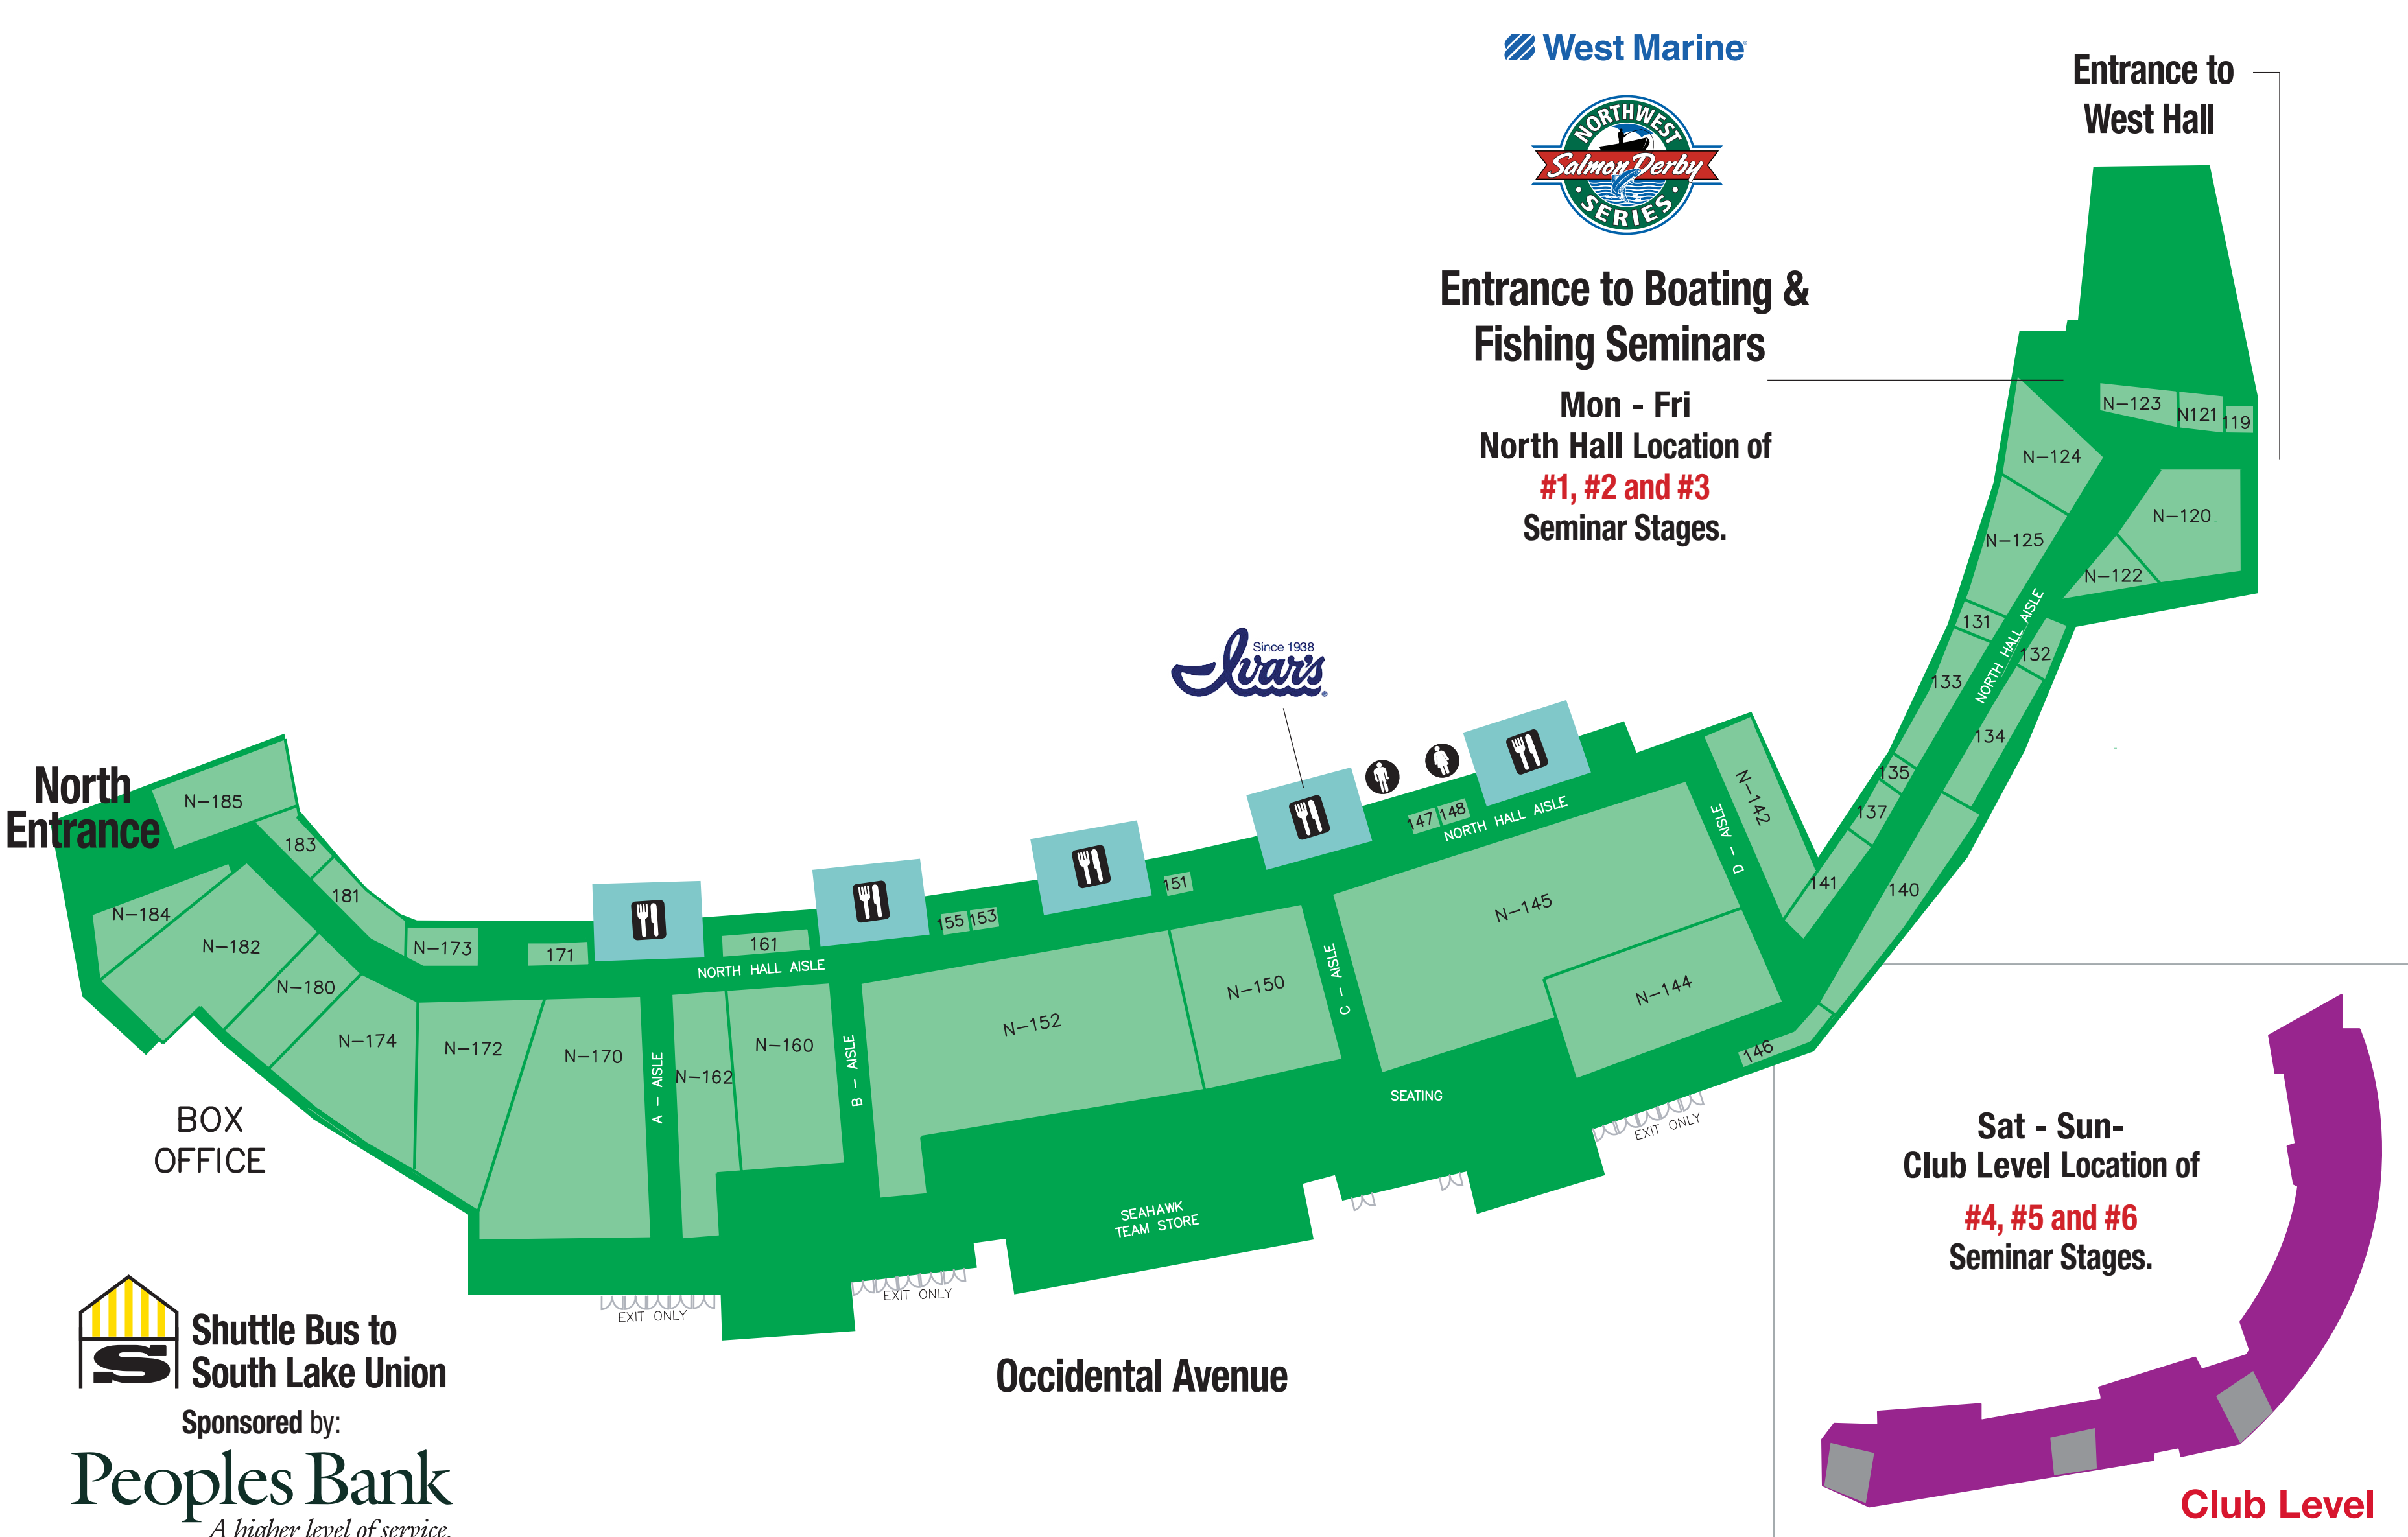 West Marine
Entrance to
West Hall
NORTHWEST
Salmon Derby
SERIES
Entrance to Boating &
Fishing Seminars
Mon - Fri
North Hall Location of
#1, #2 and #3
Seminar Stages.
N-123
N121
119
N-124
N-120
N-125
N-122
131
NORTH HALL AISLE
132
133
134
135
137
141
140
Since 1938
Ivar's
147
148
NORTH HALL AISLE
D - AISLE
N-142
N-145
N-144
146
North
Entrance
N-185
183
181
N-184
N-182
N-173
171
161
155
153
151
NORTH HALL AISLE
N-180
N-174
N-172
N-170
A - AISLE
N-162
N-160
B - AISLE
N-152
N-150
C - AISLE
SEATING
EXIT ONLY
SEAHAWK
TEAM STORE
BOX
OFFICE
EXIT ONLY
EXIT ONLY
Sat - Sun-
Club Level Location of
#4, #5 and #6
Seminar Stages.
S
Shuttle Bus to
South Lake Union
Sponsored by:
Peoples Bank
A higher level of service.
Occidental Avenue
Club Level